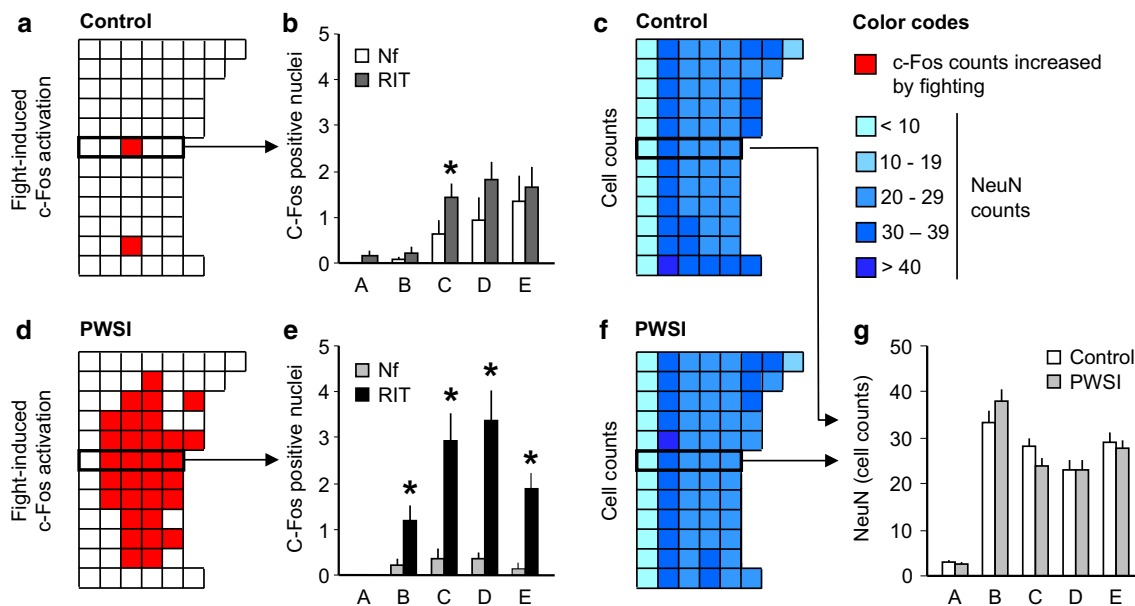 a Control
Fight-induced
c-Fos activation
b
C-Fos positive nuclei
5
4
3
2
1
0
Nf
RIT
*
A B C D E
c Control
Cell counts
Color codes
c-Fos counts increased
by fighting
< 10
10 - 19
20 - 29
30 – 39
> 40
NeuN
counts
d PWSI
Fight-induced
c-Fos activation
e
C-Fos positive nuclei
5
4
3
2
1
0
Nf
RIT
* * * *
A B C D E
f PWSI
Cell counts
g
NeuN (cell counts)
50
40
30
20
10
0
Control
PWSI
A B C D E